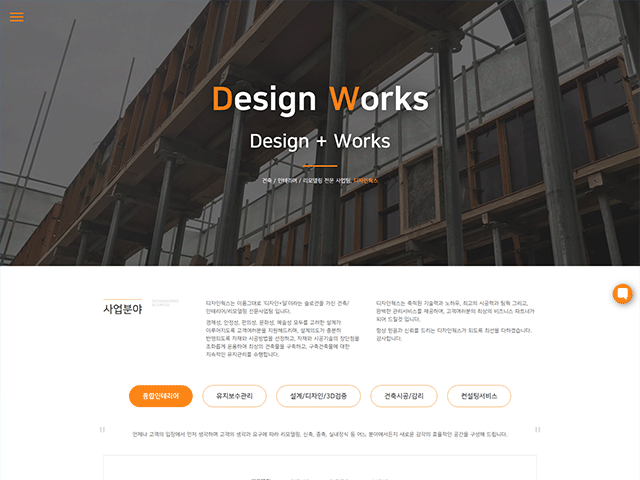 Design Works
Design + Works
건축 / 인테리어 / 리모델링 전문 사업팀, 디자인웍스
사업분야
디자인웍스는 이름그대로 '디자인+일'이라는 슬로건을 가진 건축/
인테리어/리모델링 전문사업팀 입니다.
경제성, 안전성, 편의성, 문화성, 예술성 모두를 고려한 설계가
이루어지도록 고객여러분을 지원해드리며, 설계의도가 충분히
반영되도록 자재와 시공방법을 선정하고, 자재와 시공기술의 장단점을
조화롭게 운용하여 최상의 건축물을 구축하고, 구축건축물에 대한
지속적인 유지관리를 수행합니다.
디자인웍스는 축적된 기술력과 노하우, 최고의 시공력과 팀웍 그리고,
완벽한 관리서비스를 제공하여, 고객여러분의 최상의 비즈니스 파트너가
되어 드릴것 입니다.
항상 믿음과 신뢰를 드리는 디자인웍스가 되도록 최선을 다하겠습니다.
감사합니다.
종합인테리어
유지보수관리
설계/디자인/3D검증
건축시공/감리
컨설팅서비스
언제나 고객의 입장에서 먼저 생각하며 고객의 생각과 요구에 따라 리모델링, 신축, 증축, 실내장식 등 어느 분야에서든지 새로운 감각의 효율적인 공간을 구성해 드립니다.